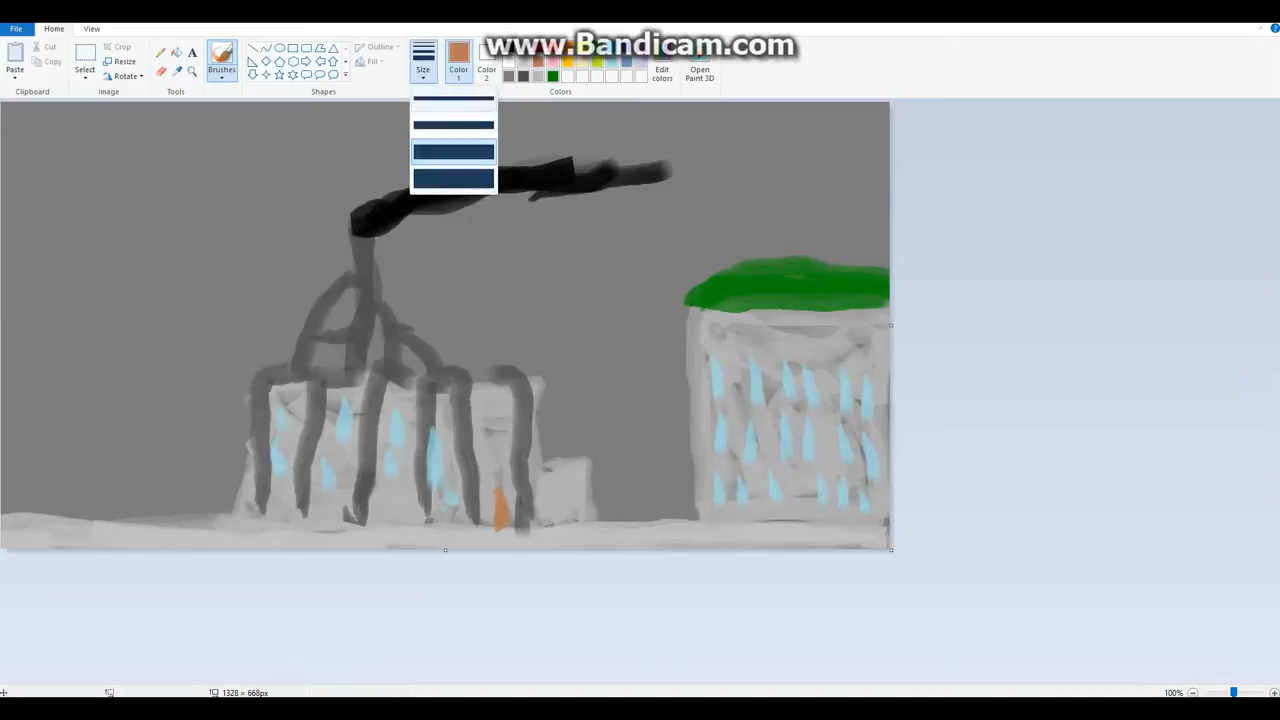 www.Bandicam.com
File Home View
Paste
Cut
Copy
Clipboard
Select
Crop
Resize
Rotate
Image
Tools
Brushes
Shapes
Outline
Fill
Size
Color
1
Color
2
Colors
Edit
colors
Open
Paint 3D
1328 × 668px
100%